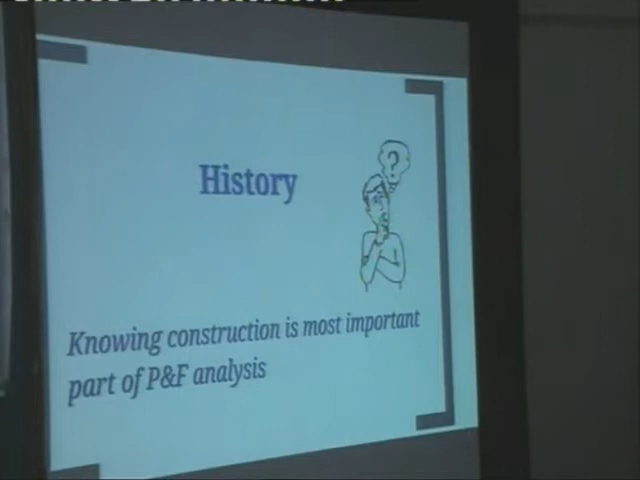 History
?
Knowing construction is most important
part of P&F analysis